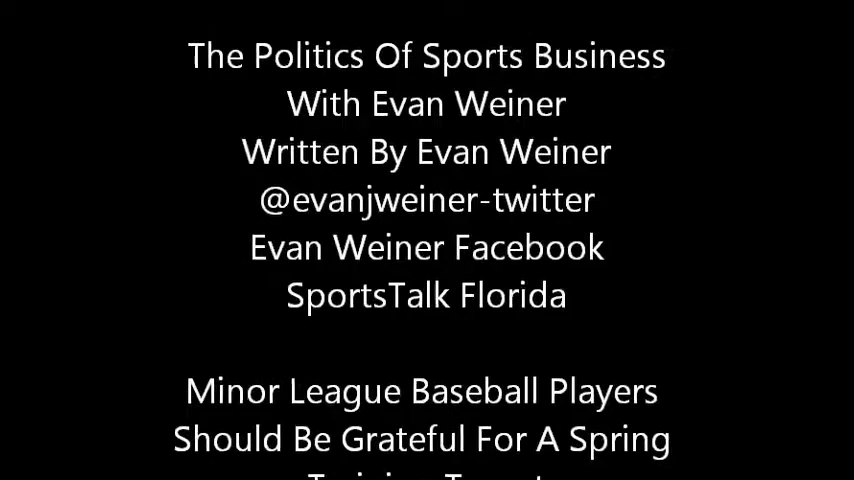 The Politics Of Sports Business
With Evan Weiner
Written By Evan Weiner
@evanjweiner-twitter
Evan Weiner Facebook
SportsTalk Florida
Minor League Baseball Players
Should Be Grateful For A Spring